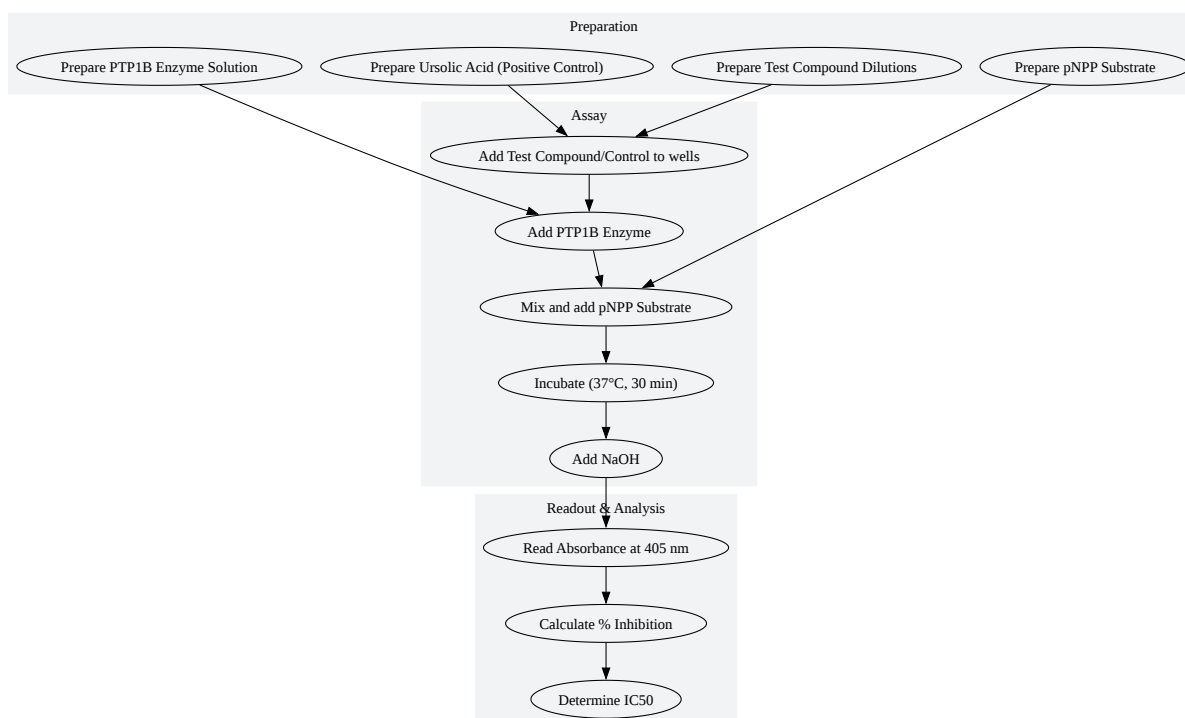 Preparation
Prepare PTP1B Enzyme Solution
Prepare Ursolic Acid (Positive Control)
Prepare Test Compound Dilutions
Prepare pNPP Substrate
Assay
Add Test Compound/Control to wells
Add PTP1B Enzyme
Mix and add pNPP Substrate
Incubate (37°C, 30 min)
Add NaOH
Readout & Analysis
Read Absorbance at 405 nm
Calculate % Inhibition
Determine IC50